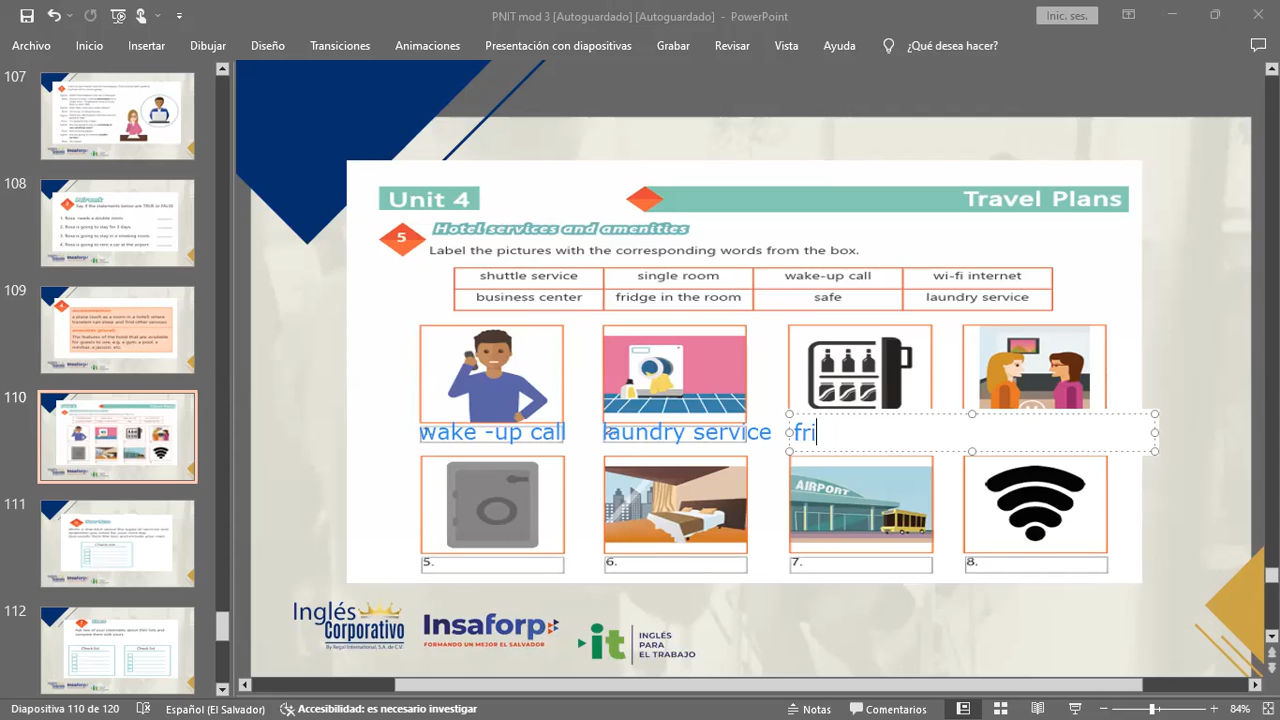 PNIT mod 3 [Autoguardado] [Autoguardado] - PowerPoint
Inic. ses.
Archivo Inicio Insertar Dibujar Diseño Transiciones Animaciones Presentación con diapositivas Grabar Revisar Vista Ayuda ¿Qué desea hacer?
107
108
109
110
111
112
Unit 4
Travel Plans
5
Hotel services and amenities
Label the pictures with the corresponding words from the box.
shuttle service single room wake-up call wi-fi internet
business center fridge in the room safe laundry service
wake -up call laundry service fri
AIRPORT
5. 6. 7. 8.
Inglés Corporativo
By Regal International, S.A. de C.V.
Insaforp
FORMANDO UN MEJOR EL SALVADOR
it
INGLÉS
PARA
EL TRABAJO
Diapositiva 110 de 120 Español (El Salvador) Accesibilidad: es necesario investigar Notas Comentarios 84%